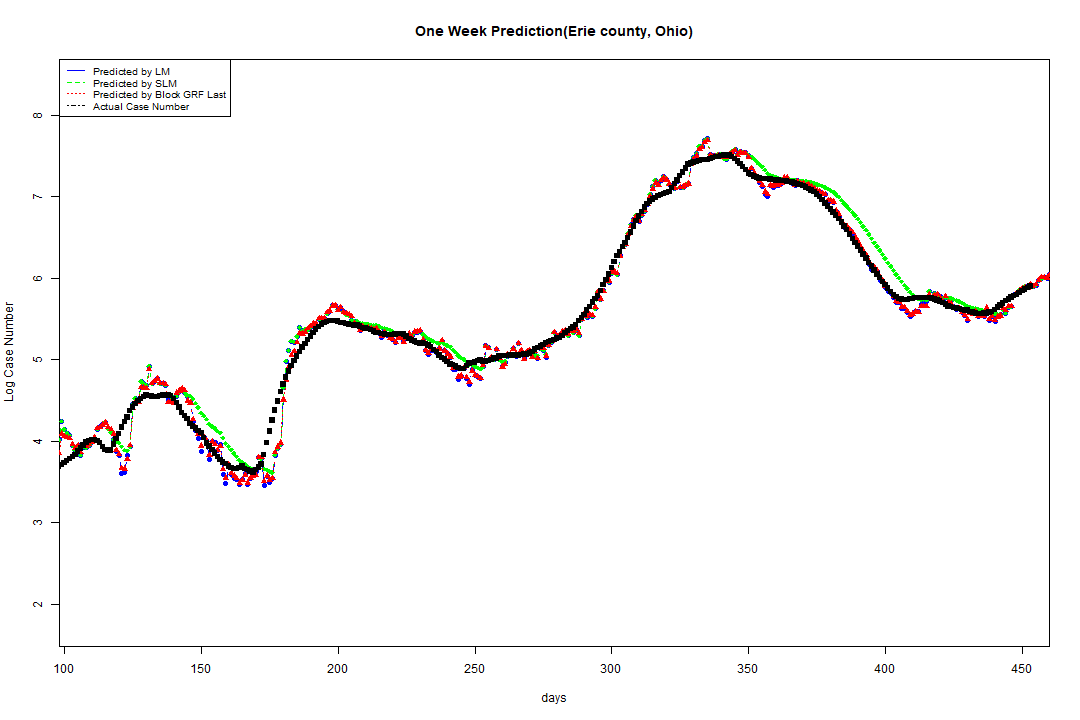 One Week Prediction(Erie county, Ohio)
Predicted by LM
Predicted by SLM
Predicted by Block GRF Last
Actual Case Number
Log Case Number
8
7
6
5
4
3
2
100 150 200 250 300 350 400 450
days